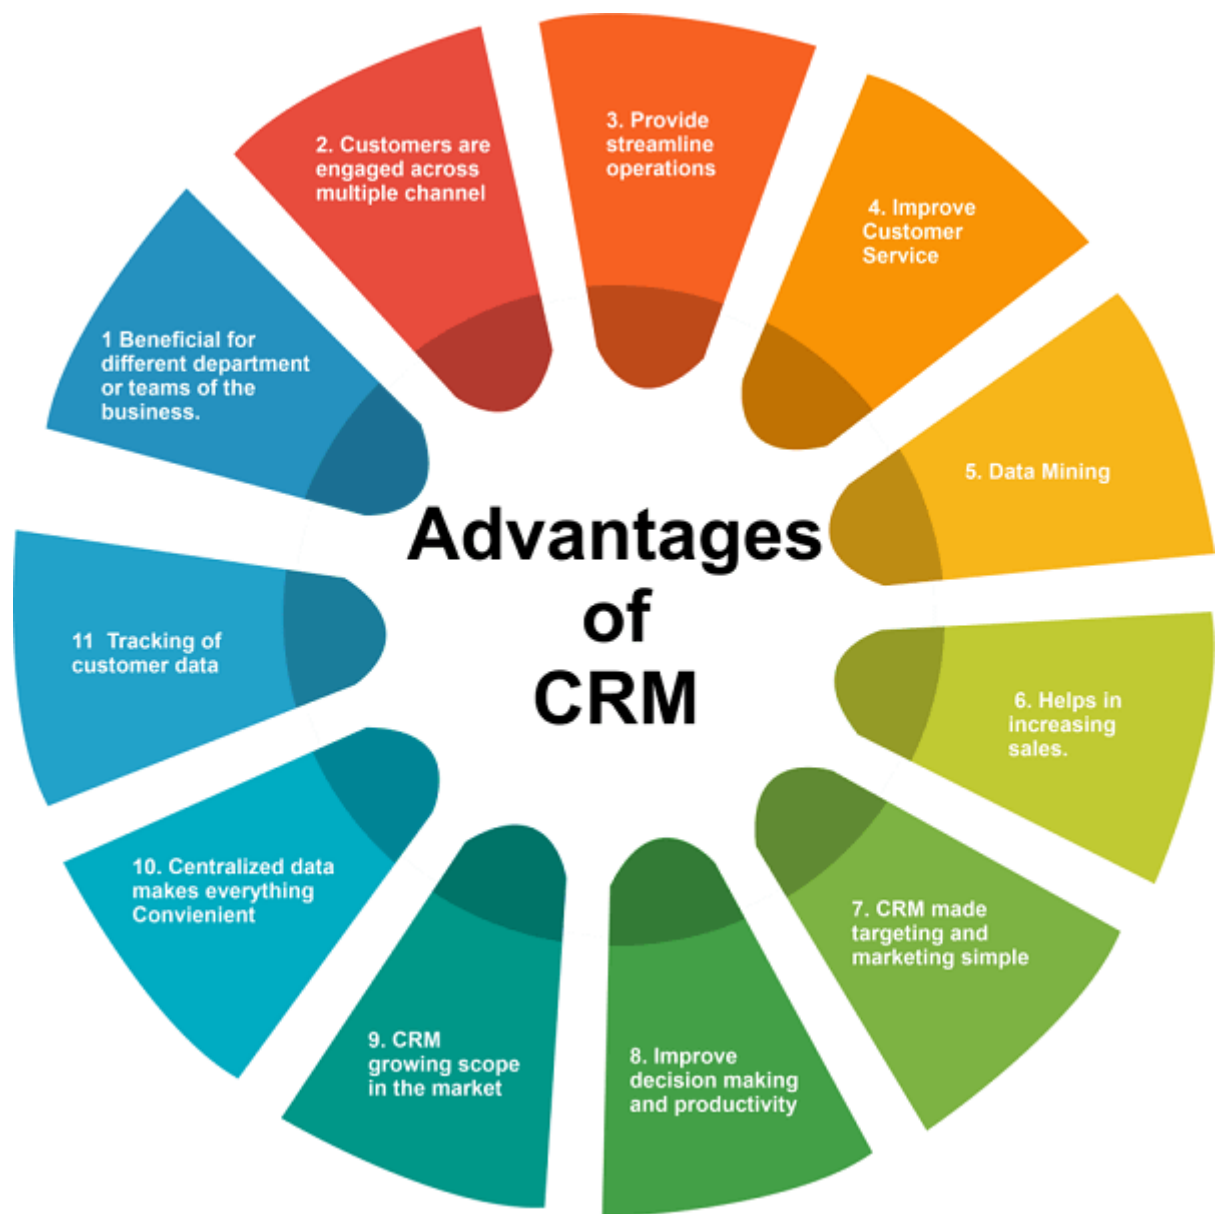 Advantages
of
CRM
1 Beneficial for
different department
or teams of the
business.
2. Customers are
engaged across
multiple channel
3. Provide
streamline
operations
4. Improve
Customer
Service
5. Data Mining
6. Helps in
increasing
sales.
7. CRM made
targeting and
marketing simple
8. Improve
decision making
and productivity
9. CRM
growing scope
in the market
10. Centralized data
makes everything
Convienient
11 Tracking of
customer data